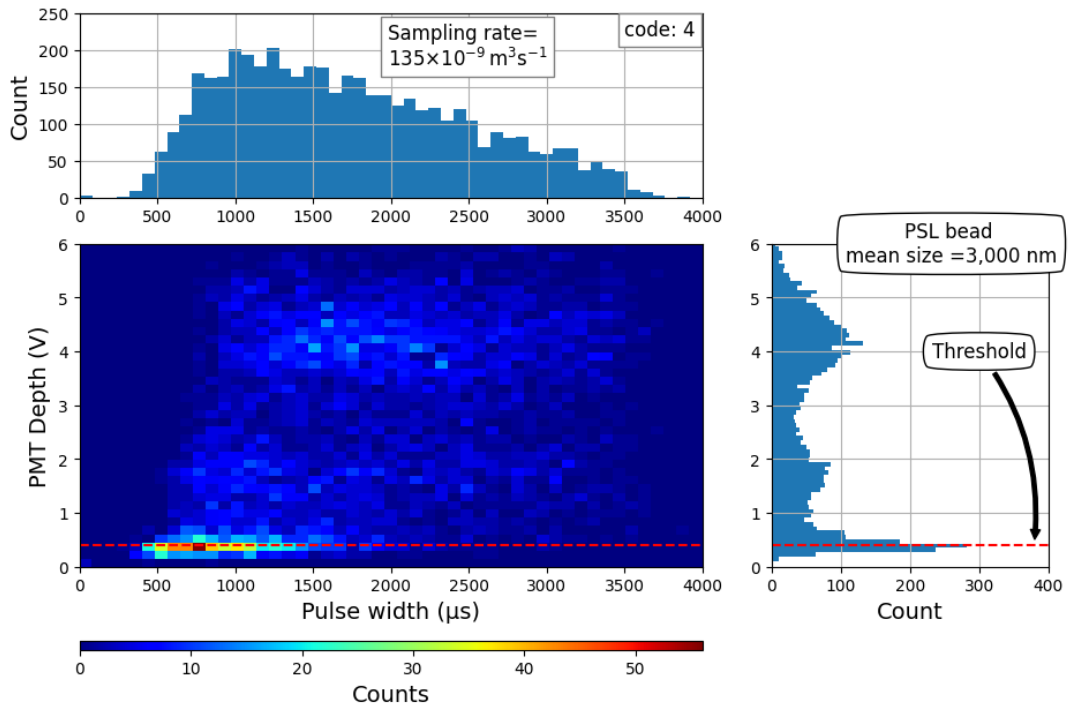 250
200
150
100
50
0
Count
Sampling rate=
135×10⁻⁹ m³s⁻¹
code: 4
0 500 1000 1500 2000 2500 3000 3500 4000
6
5
4
3
2
1
0
PMT Depth (V)
0 500 1000 1500 2000 2500 3000 3500 4000
Pulse width (µs)
PSL bead
mean size =3,000 nm
Threshold
6
5
4
3
2
1
0
0 100 200 300 400
Count
0 10 20 30 40 50
Counts